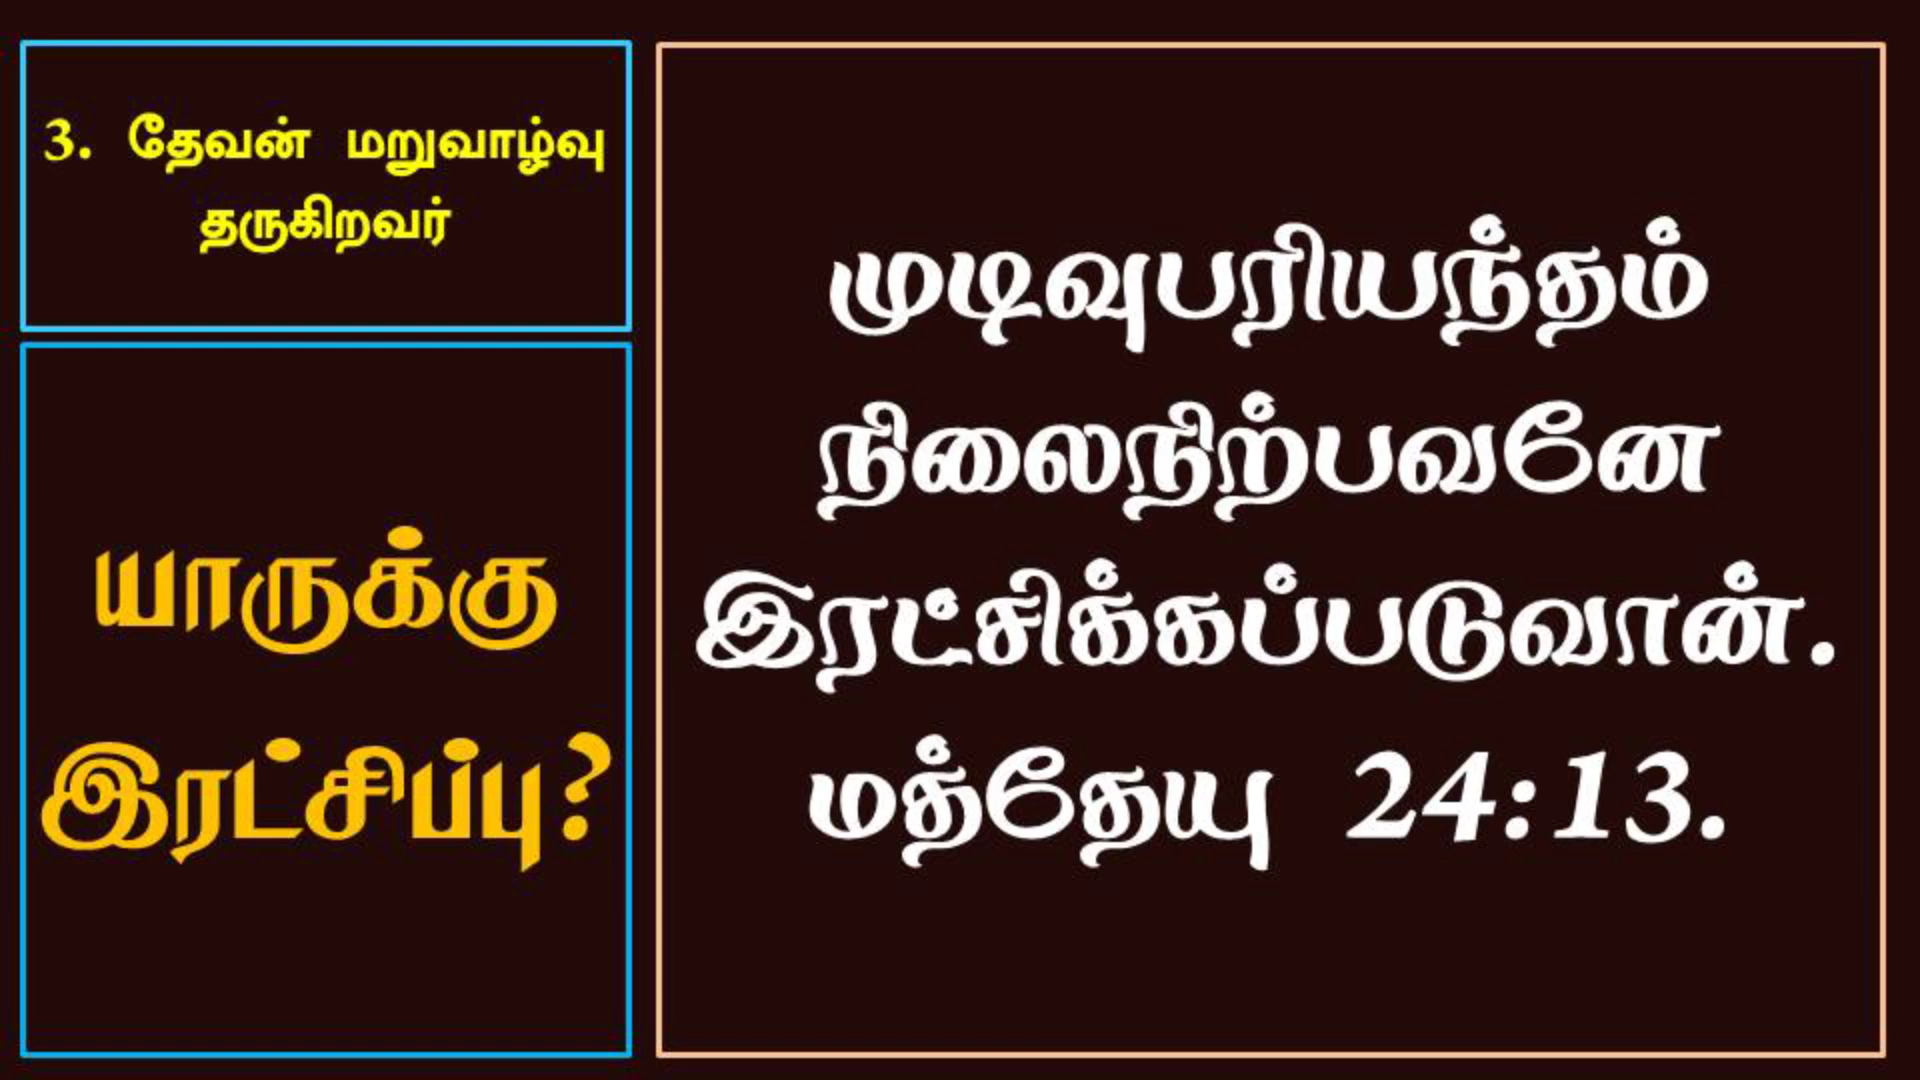 3. தேவன் மறுவாழ்வு
தருகிறவர்
யாருக்கு
இரட்சிப்பு?
முடிவுபரியந்தம்
நிலைநிற்பவனே
இரட்சிக்கப்படுவான்.
மத்தேயு 24:13.